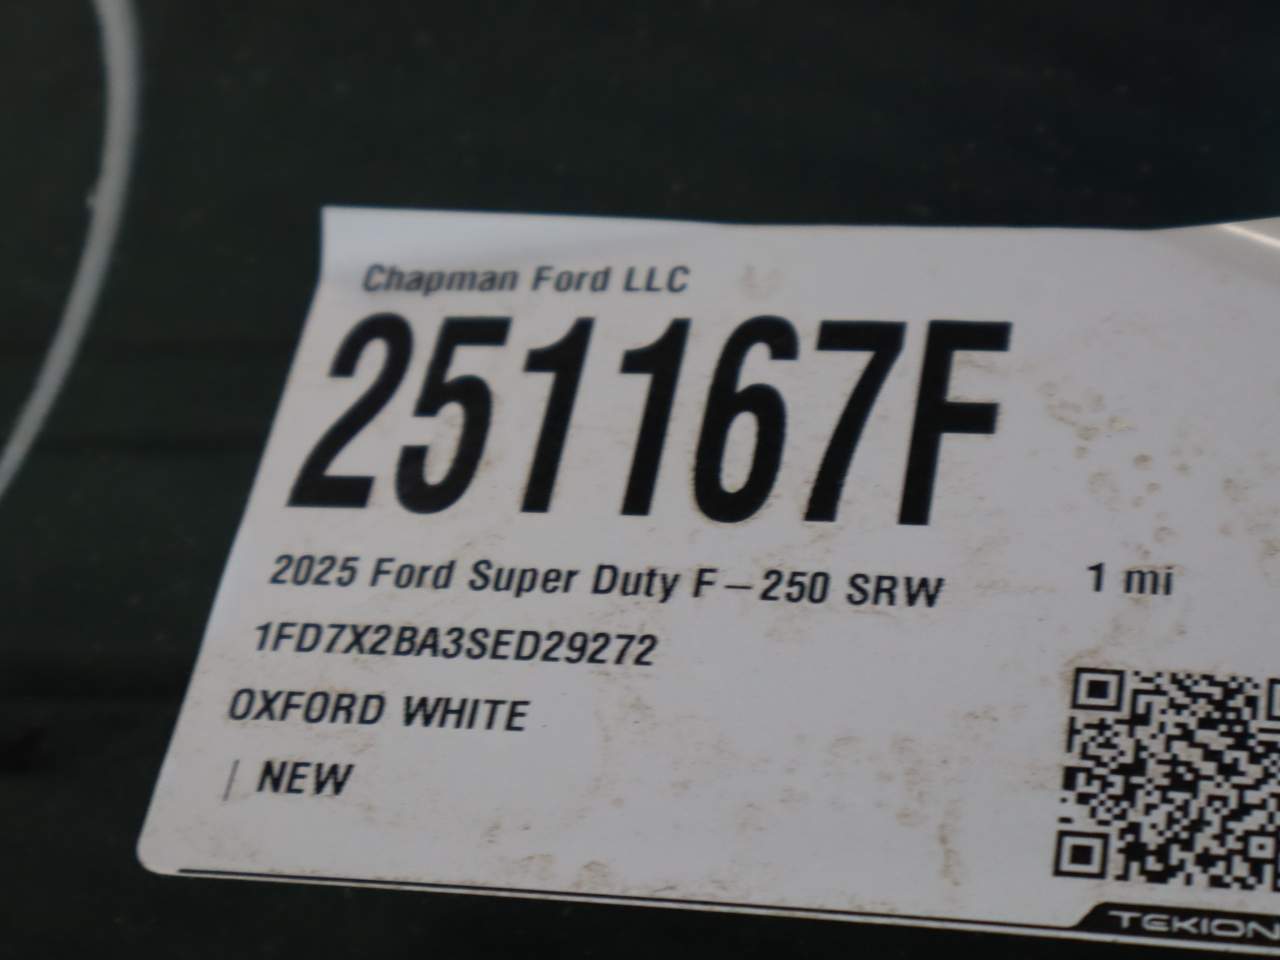 Chapman Ford LLC
251167F
2025 Ford Super Duty F-250 SRW 1 mi
1FD7X2BA3SED29272
OXFORD WHITE
| NEW
TEKION